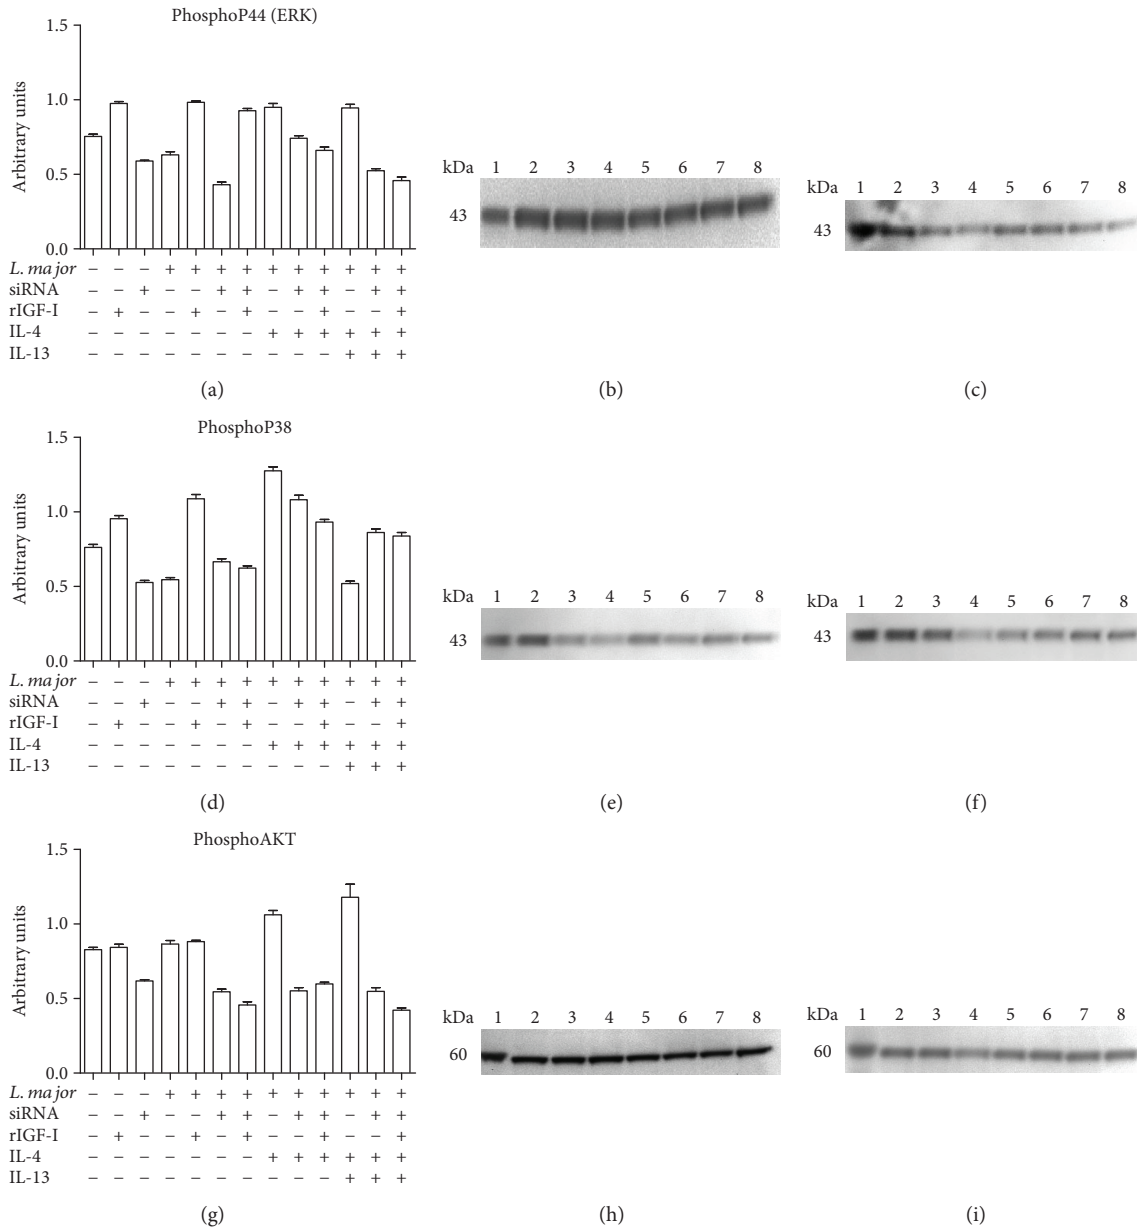 PhosphoP44 (ERK)
1.5
1.0
0.5
0.0
Arbitrary units
L. major – – – + + + + + + + + + +
siRNA – – + – – + + – + + – + +
rIGF-I – + – – + – + – – + – – +
IL-4 – – – – – – – + + + + + +
IL-13 – – – – – – – – – – + + +
(a)
kDa 1 2 3 4 5 6 7 8
43
(b)
kDa 1 2 3 4 5 6 7 8
43
(c)
PhosphoP38
1.5
1.0
0.5
0.0
Arbitrary units
L. major – – – + + + + + + + + + +
siRNA – – + – – + + – + + – + +
rIGF-I – + – – + – + – – + – – +
IL-4 – – – – – – – + + + + + +
IL-13 – – – – – – – – – – + + +
(d)
kDa 1 2 3 4 5 6 7 8
43
(e)
kDa 1 2 3 4 5 6 7 8
43
(f)
PhosphoAKT
1.5
1.0
0.5
0.0
Arbitrary units
L. major – – – + + + + + + + + + +
siRNA – – + – – + + – + + – + +
rIGF-I – + – – + – + – – + – – +
IL-4 – – – – – – – + + + + + +
IL-13 – – – – – – – – – – + + +
(g)
kDa 1 2 3 4 5 6 7 8
60
(h)
kDa 1 2 3 4 5 6 7 8
60
(i)